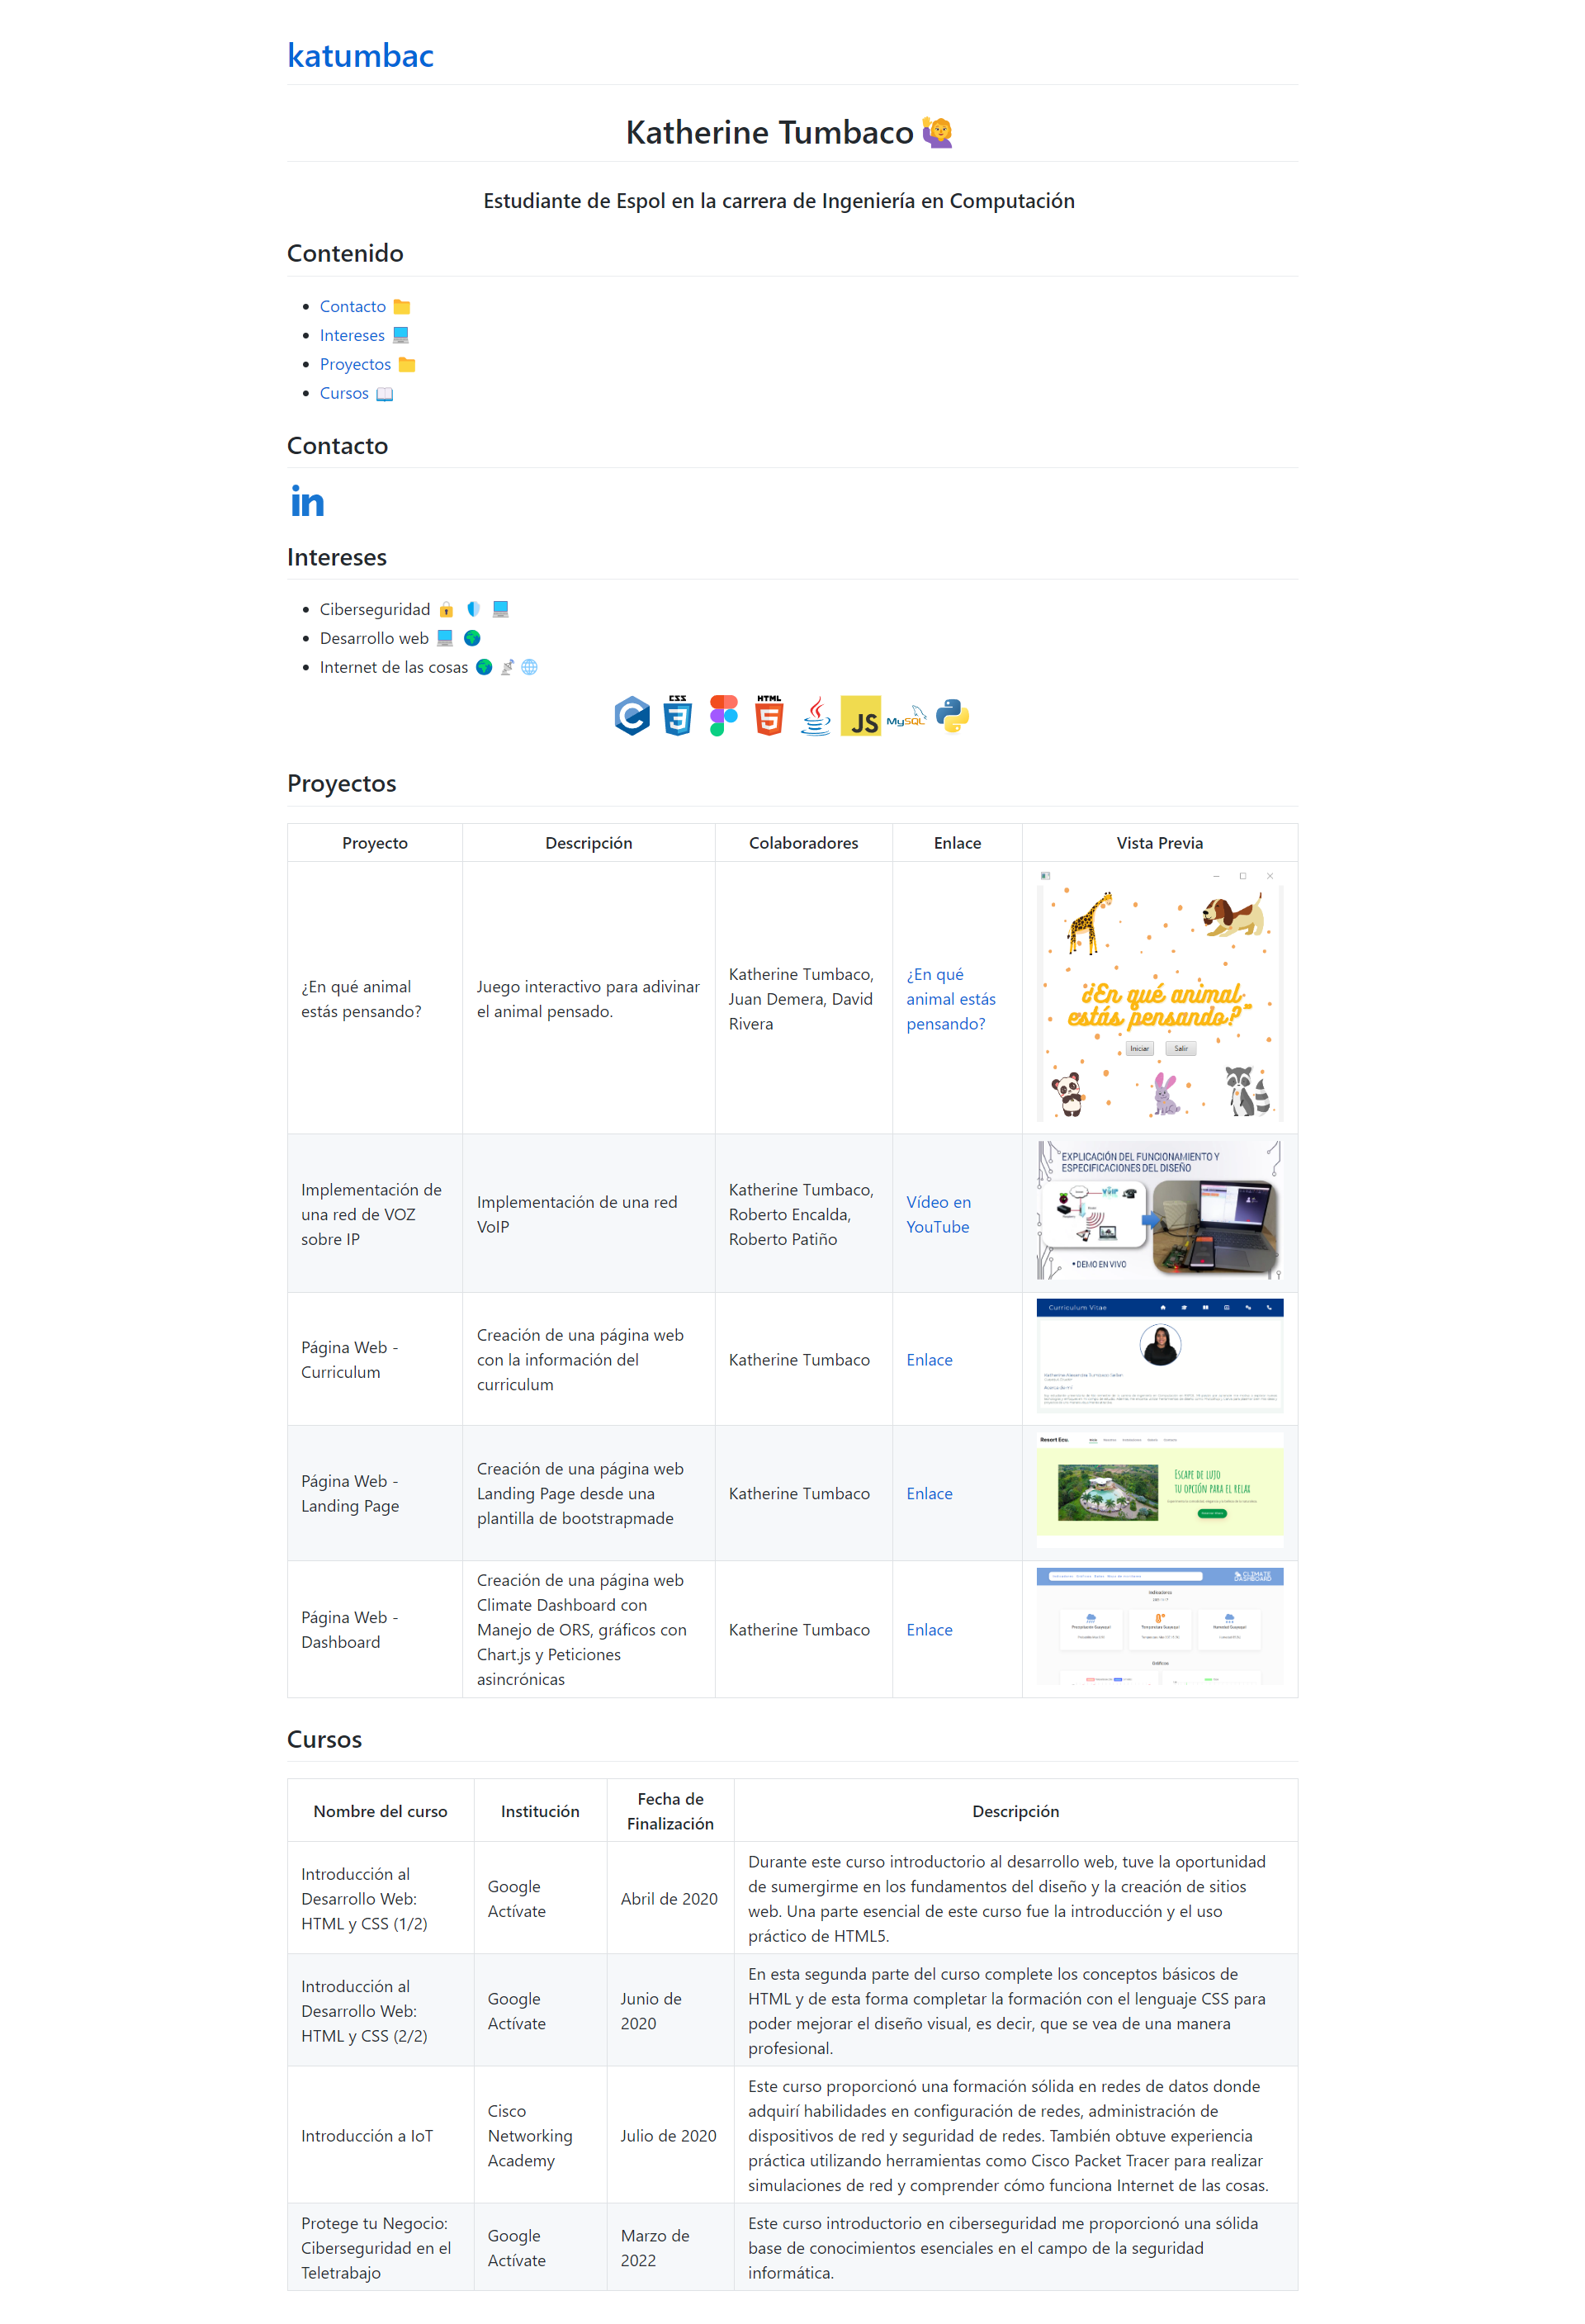 katumbac
Katherine Tumbaco
Estudiante de Espol en la carrera de Ingeniería en Computación
Contenido
Contacto
Intereses
Proyectos
Cursos
Contacto
in
Intereses
Ciberseguridad
Desarrollo web
Internet de las cosas
C CSS 3 HTML 5 JS MySQL
Proyectos
Proyecto Descripción Colaboradores Enlace Vista Previa
¿En qué animal
estás pensando?
Juego interactivo para adivinar
el animal pensado.
Katherine Tumbaco,
Juan Demera, David
Rivera
¿En qué
animal estás
pensando?
"¿En qué animal
estás pensando?"
Iniciar Salir
Implementación de
una red de VOZ
sobre IP
Implementación de una red
VoIP
Katherine Tumbaco,
Roberto Encalda,
Roberto Patiño
Vídeo en
YouTube
EXPLICACIÓN DEL FUNCIONAMIENTO Y
ESPECIFICACIONES DEL DISEÑO
VoIP
• DEMO EN VIVO
Página Web -
Curriculum
Creación de una página web
con la información del
curriculum
Katherine Tumbaco
Enlace
Curriculum Vitae
Página Web -
Landing Page
Creación de una página web
Landing Page desde una
plantilla de bootstrapmade
Katherine Tumbaco
Enlace
Resort Ecu.
ESCAPE DE LUJO
TU OPCIÓN PARA EL RELAX
Página Web -
Dashboard
Creación de una página web
Climate Dashboard con
Manejo de ORS, gráficos con
Chart.js y Peticiones
asincrónicas
Katherine Tumbaco
Enlace
CLIMATE
DASHBOARD
Indicadores
Gráficos
Cursos
Nombre del curso Institución Fecha de
Finalización Descripción
Introducción al
Desarrollo Web:
HTML y CSS (1/2)
Google
Actívate
Abril de 2020
Durante este curso introductorio al desarrollo web, tuve la oportunidad
de sumergirme en los fundamentos del diseño y la creación de sitios
web. Una parte esencial de este curso fue la introducción y el uso
práctico de HTML5.
Introducción al
Desarrollo Web:
HTML y CSS (2/2)
Google
Actívate
Junio de
2020
En esta segunda parte del curso complete los conceptos básicos de
HTML y de esta forma completar la formación con el lenguaje CSS para
poder mejorar el diseño visual, es decir, que se vea de una manera
profesional.
Introducción a IoT
Cisco
Networking
Academy
Julio de 2020
Este curso proporcionó una formación sólida en redes de datos donde
adquirí habilidades en configuración de redes, administración de
dispositivos de red y seguridad de redes. También obtuve experiencia
práctica utilizando herramientas como Cisco Packet Tracer para realizar
simulaciones de red y comprender cómo funciona Internet de las cosas.
Protege tu Negocio:
Ciberseguridad en el
Teletrabajo
Google
Actívate
Marzo de
2022
Este curso introductorio en ciberseguridad me proporcionó una sólida
base de conocimientos esenciales en el campo de la seguridad
informática.